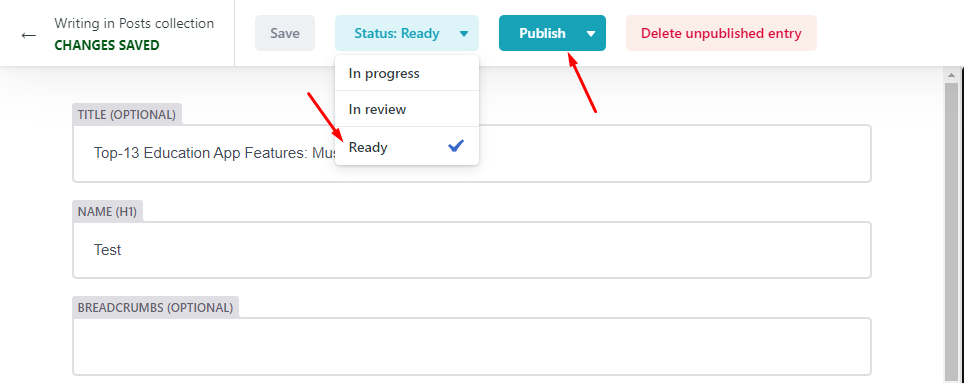 Writing in Posts collection
CHANGES SAVED
Save
Status: Ready
Publish
Delete unpublished entry
In progress
In review
Ready
TITLE (OPTIONAL)
Top-13 Education App Features:
NAME (H1)
Test
BREADCRUMBS (OPTIONAL)